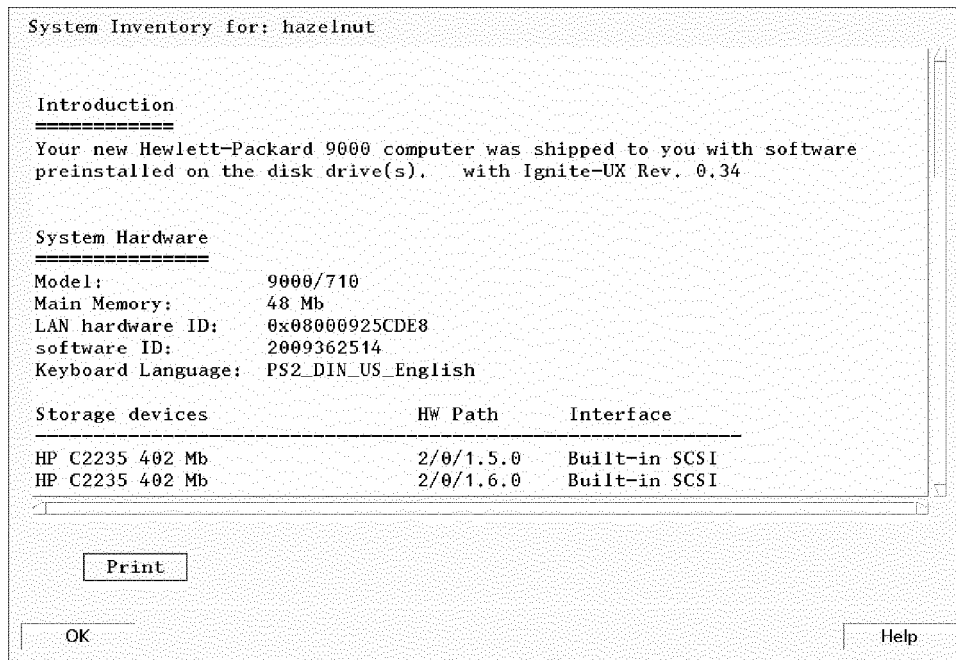 System Inventory for: hazelnut
Introduction
============
Your new Hewlett-Packard 9000 computer was shipped to you with software
preinstalled on the disk drive(s).   with Ignite-UX Rev. 0.34
System Hardware
===============
Model:              9000/710
Main Memory:        48 Mb
LAN hardware ID:    0x08000925CDE8
software ID:        2009362514
Keyboard Language:  PS2_DIN_US_English
Storage devices                  HW Path      Interface
-------------------------------------------------------------
HP C2235 402 Mb                  2/0/1.5.0    Built-in SCSI
HP C2235 402 Mb                  2/0/1.6.0    Built-in SCSI
Print
OK Help